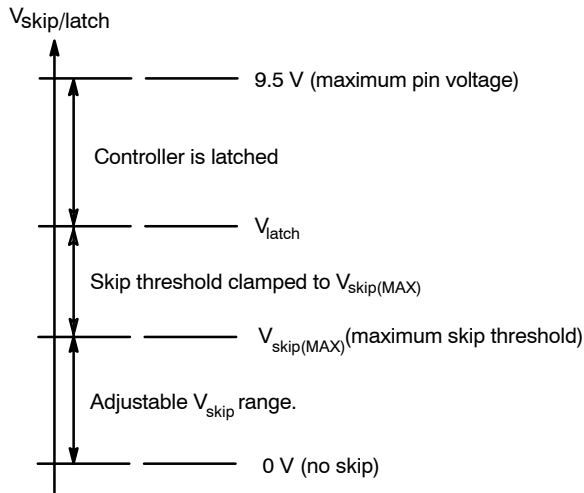 Vskip/latch
9.5 V (maximum pin voltage)
Controller is latched
Vlatch
Skip threshold clamped to Vskip(MAX)
Vskip(MAX) (maximum skip threshold)
Adjustable Vskip range.
0 V (no skip)